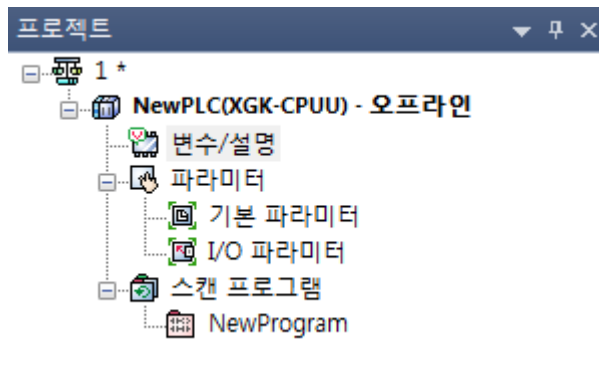 프로젝트
1 *
NewPLC(XGK-CPUU) - 오프라인
변수/설명
파라미터
기본 파라미터
I/O 파라미터
스캔 프로그램
NewProgram